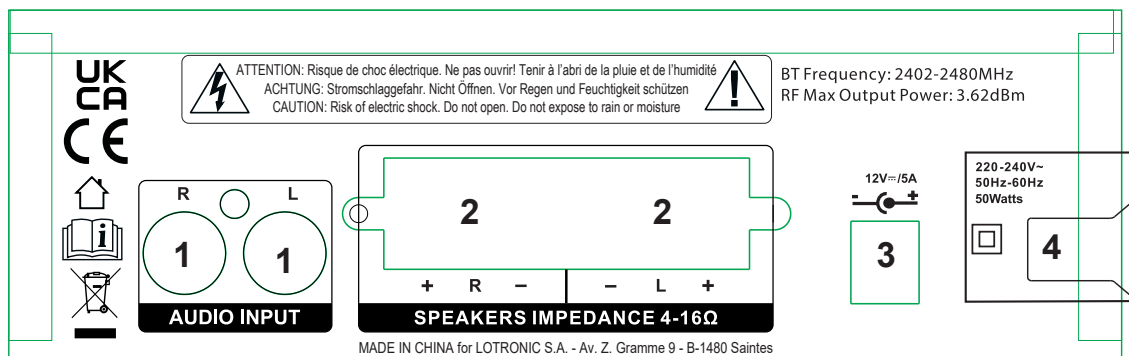 UK
CA
CE
ATTENTION: Risque de choc électrique. Ne pas ouvrir! Tenir à l'abri de la pluie et de l'humidité
ACHTUNG: Stromschlaggefahr. Nicht Öffnen. Vor Regen und Feuchtigkeit schützen
CAUTION: Risk of electric shock. Do not open. Do not expose to rain or moisture
BT Frequency: 2402-2480MHz
RF Max Output Power: 3.62dBm
R L
1 1
AUDIO INPUT
2 2
+ R − − L +
SPEAKERS IMPEDANCE 4-16Ω
12V⎓/5A
- +
3
220-240V~
50Hz-60Hz
50Watts
4
MADE IN CHINA for LOTRONIC S.A. - Av. Z. Gramme 9 - B-1480 Saintes